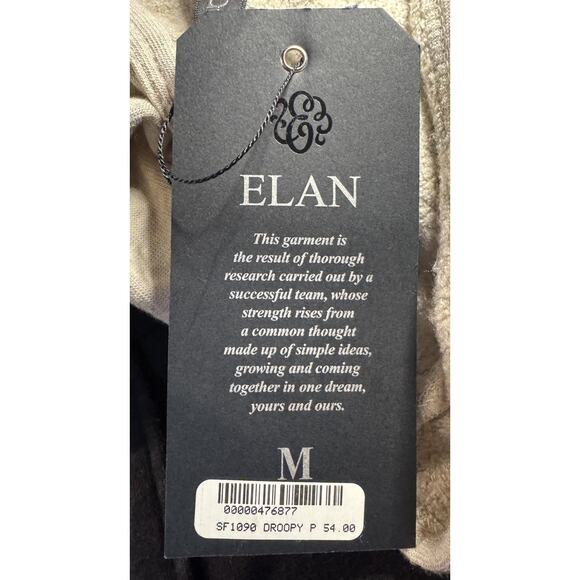 ELAN
This garment is
the result of thorough
research carried out by a
successful team, whose
strength rises from
a common thought
made up of simple ideas,
growing and coming
together in one dream,
yours and ours.
M
00000476877
SF1090 DROOPY P 54.00